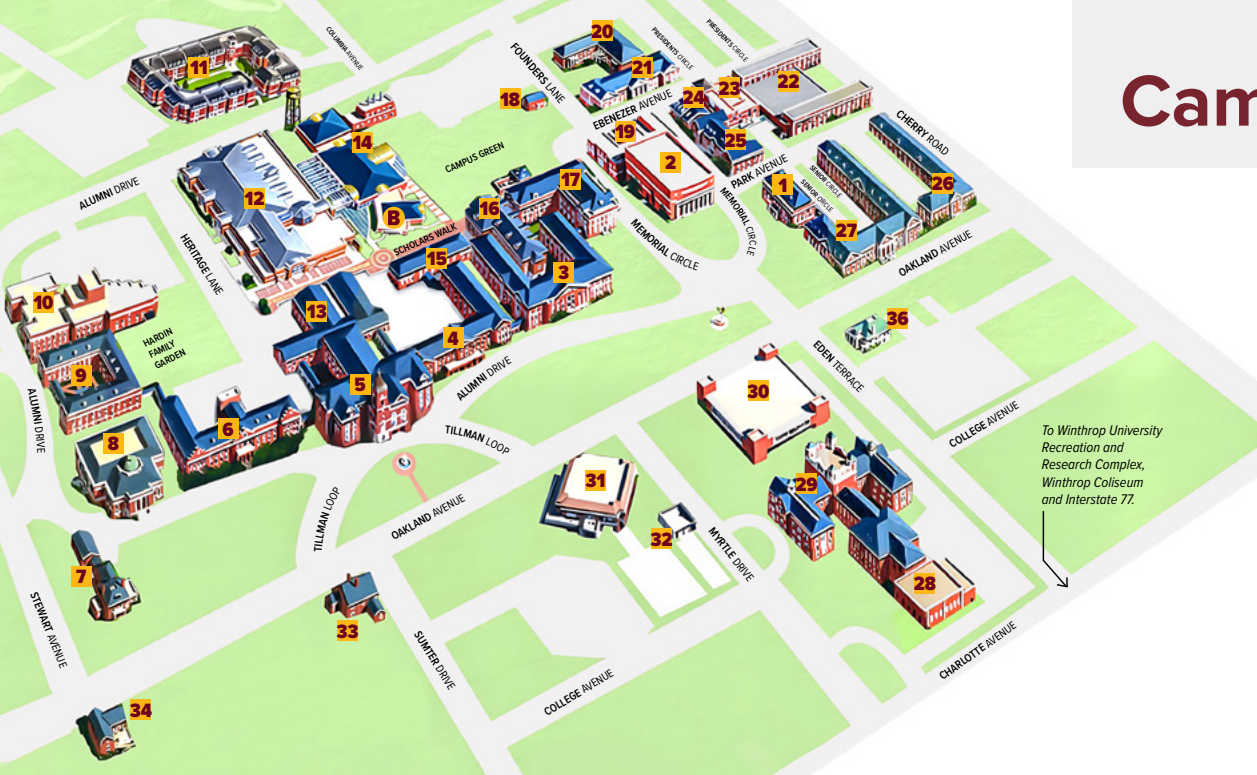 Cam
COLUMBIA AVENUE
PRESIDENTS CIRCLE
PRESIDENTS CIRCLE
FOUNDERS LANE
20
21
11
22
23
24
18
EBENEZER AVENUE
CHERRY ROAD
19
14
25
2
CAMPUS GREEN
PARK AVENUE
17
1
SENIOR CIRCLE
SENIOR CIRCLE
26
ALUMNI DRIVE
12
16
B
MEMORIAL CIRCLE
27
SCHOLARS WALK
MEMORIAL CIRCLE
OAKLAND AVENUE
HERITAGE LANE
15
3
10
13
36
HARDIN
FAMILY
GARDEN
4
EDEN TERRACE
9
5
ALUMNI DRIVE
30
ALUMNI DRIVE
6
8
TILLMAN LOOP
COLLEGE AVENUE
To Winthrop University
Recreation and
Research Complex,
Winthrop Coliseum
and Interstate 77.
31
29
TILLMAN LOOP
OAKLAND AVENUE
32
MYRTLE DRIVE
7
28
STEWART AVENUE
33
SUMTER DRIVE
CHARLOTTE AVENUE
COLLEGE AVENUE
34